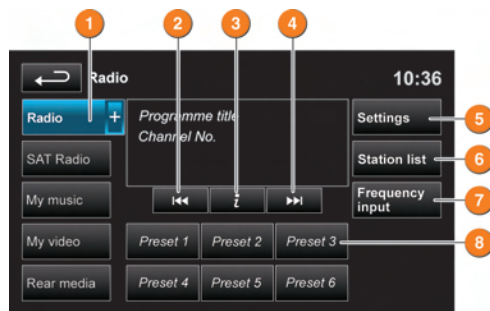 1
2
3
4
Radio
10:36
Radio +
Programme title
Channel No.
Settings
5
SAT Radio
Station list
6
My music
i
Frequency
input
7
My video
Preset 1
Preset 2
Preset 3
8
Rear media
Preset 4
Preset 5
Preset 6